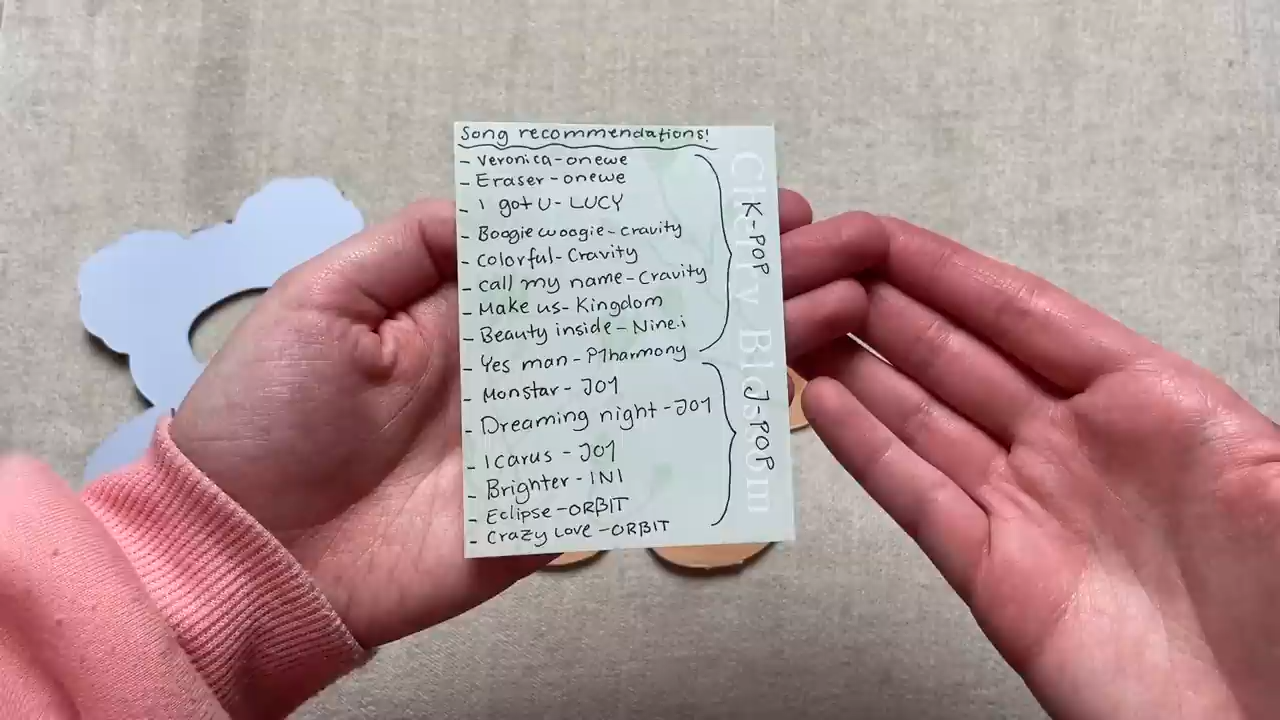 Song recommendations!
- Veronica - onewe
- Eraser - onewe
- I got U - LUCY
- Boogie woogie - cravity
- Colorful - Cravity
- call my name - Cravity
- Make us - Kingdom
- Beauty inside - Nine.i
- Yes man - P1harmony
- Monstar - JO1
- Dreaming night - JO1
- Icarus - JO1
- Brighter - INI
- Eclipse - ORBIT
- Crazy Love - ORBIT
K-POP
J-POP
Cherry Blossom